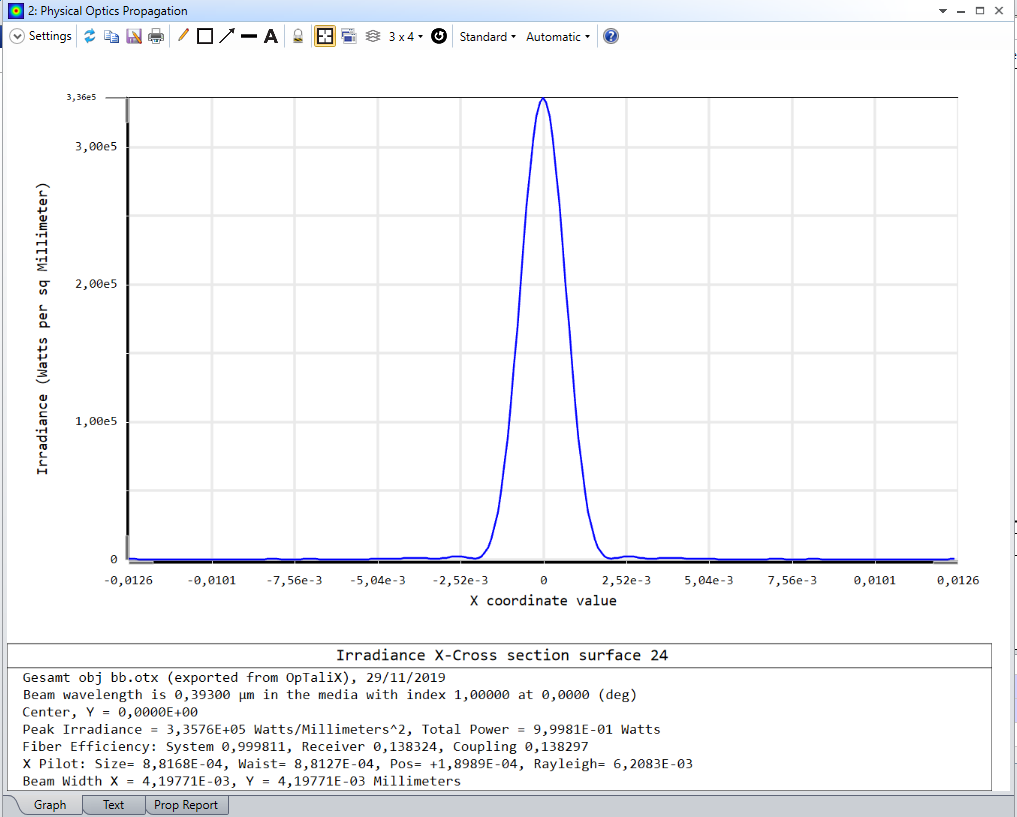 2: Physical Optics Propagation
Settings
A
3 x 4
Standard
Automatic
?
3,36e5
3,00e5
2,00e5
1,00e5
0
Irradiance (Watts per sq Millimeter)
-0,0126 -0,0101 -7,56e-3 -5,04e-3 -2,52e-3 0 2,52e-3 5,04e-3 7,56e-3 0,0101 0,0126
X coordinate value
Irradiance X-Cross section surface 24
Gesamt obj bb.otx (exported from OpTaliX), 29/11/2019
Beam wavelength is 0,39300 µm in the media with index 1,00000 at 0,0000 (deg)
Center, Y = 0,0000E+00
Peak Irradiance = 3,3576E+05 Watts/Millimeters^2, Total Power = 9,9981E-01 Watts
Fiber Efficiency: System 0,999811, Receiver 0,138324, Coupling 0,138297
X Pilot: Size= 8,8168E-04, Waist= 8,8127E-04, Pos= +1,8989E-04, Rayleigh= 6,2083E-03
Beam Width X = 4,19771E-03, Y = 4,19771E-03 Millimeters
Graph Text Prop Report